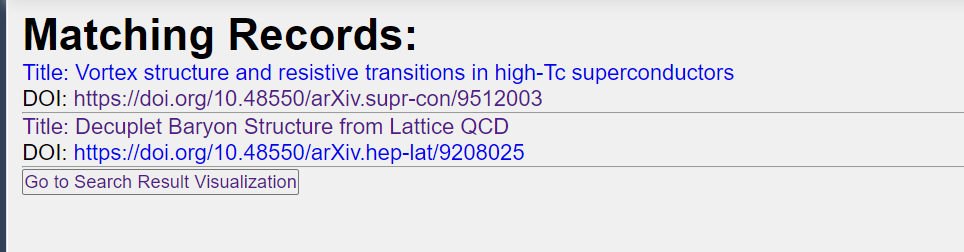 Matching Records:
Title: Vortex structure and resistive transitions in high-Tc superconductors
DOI: https://doi.org/10.48550/arXiv.supr-con/9512003
Title: Decuplet Baryon Structure from Lattice QCD
DOI: https://doi.org/10.48550/arXiv.hep-lat/9208025
Go to Search Result Visualization